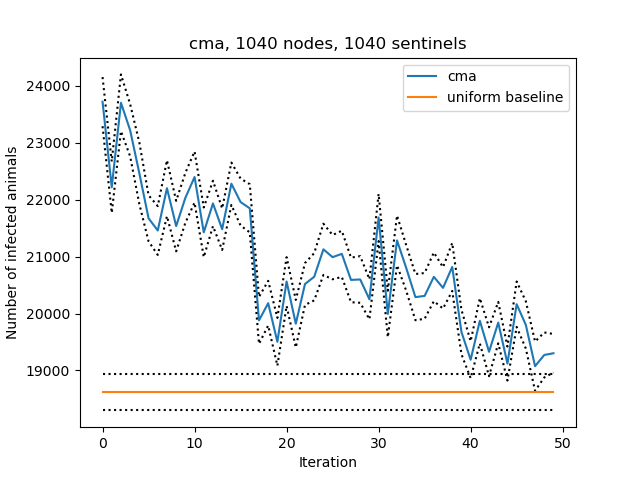 cma, 1040 nodes, 1040 sentinels
cma
uniform baseline
Number of infected animals
24000
23000
22000
21000
20000
19000
0 10 20 30 40 50
Iteration